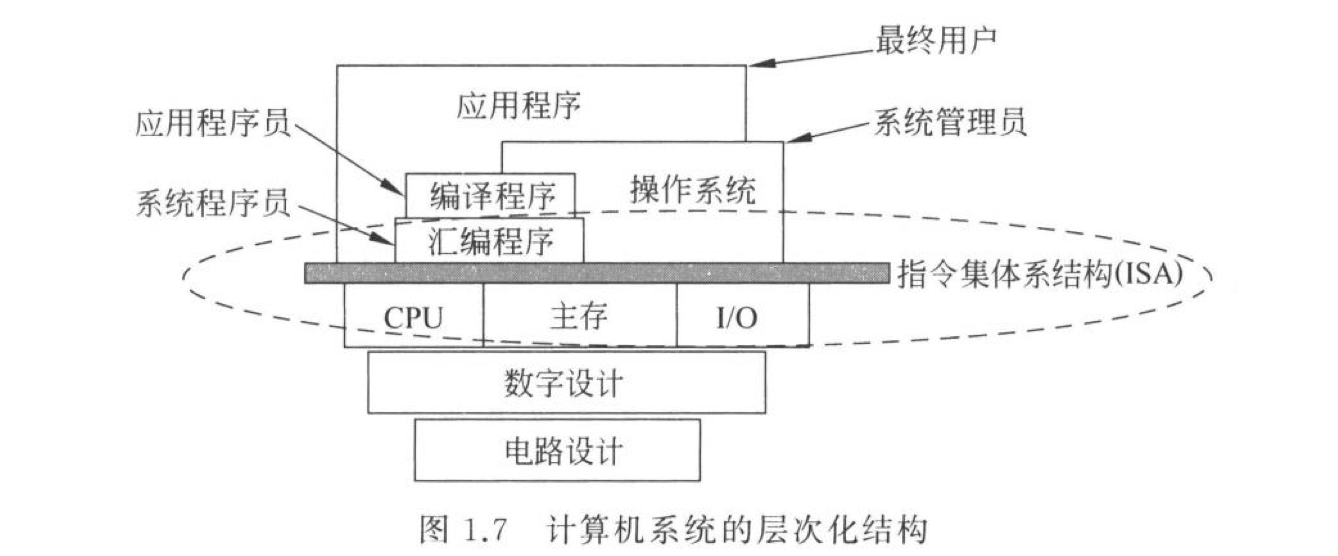 最终用户
应用程序
应用程序员
系统管理员
编译程序
操作系统
系统程序员
汇编程序
指令集体系结构(ISA)
CPU
主存
I/O
数字设计
电路设计
图 1.7 计算机系统的层次化结构